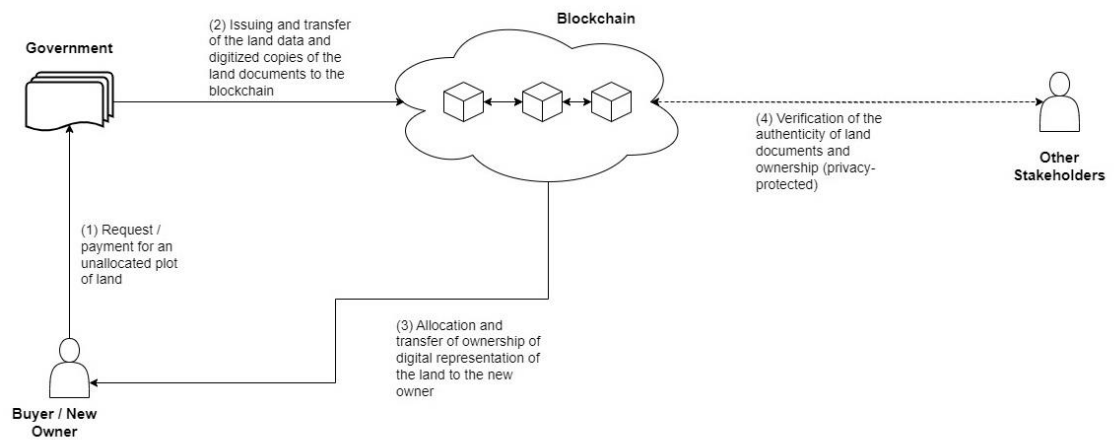 Blockchain
Government
(2) Issuing and transfer
of the land data and
digitized copies of the
land documents to the
blockchain
(4) Verification of the
authenticity of land
documents and
ownership (privacy-
protected)
Other
Stakeholders
(1) Request /
payment for an
unallocated plot
of land
(3) Allocation and
transfer of ownership of
digital representation of
the land to the new
owner
Buyer / New
Owner